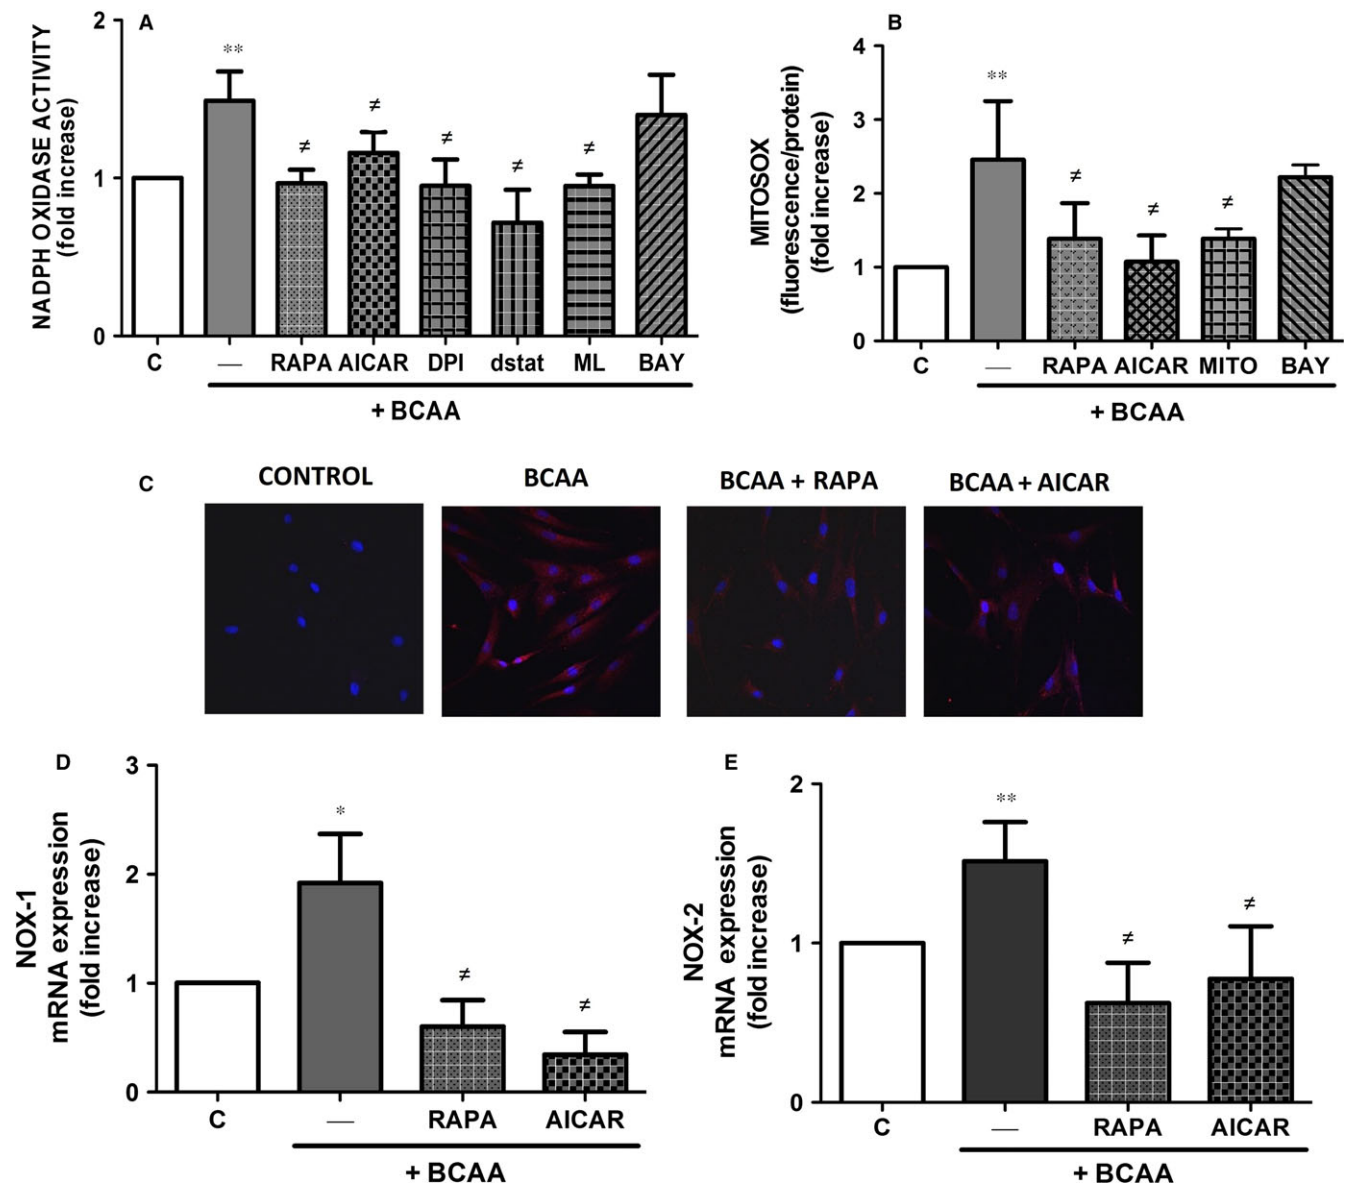 A
NADPH OXIDASE ACTIVITY
(fold increase)
2
1
0
**
≠
≠
≠
≠
≠
C — RAPA AICAR DPI dstat ML BAY
+ BCAA
B
MITOSOX
(fluorescence/protein)
(fold increase)
4
3
2
1
0
**
≠
≠
≠
C — RAPA AICAR MITO BAY
+ BCAA
C
CONTROL
BCAA
BCAA + RAPA
BCAA + AICAR
D
NOX-1
mRNA expression
(fold increase)
3
2
1
0
*
≠
≠
C — RAPA AICAR
+ BCAA
E
NOX-2
mRNA expression
(fold increase)
2
1
0
**
≠
≠
C — RAPA AICAR
+ BCAA